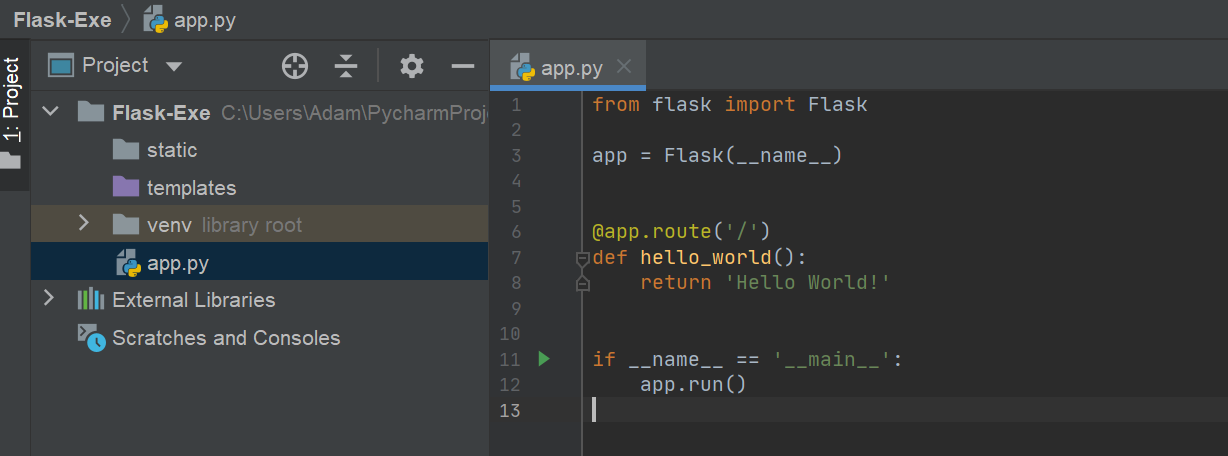 Flask-Exe app.py
1: Project
Project
Flask-Exe C:\Users\Adam\PycharmProj
static
templates
venv library root
app.py
External Libraries
Scratches and Consoles
app.py
1 from flask import Flask
2
3 app = Flask(__name__)
4
5
6 @app.route('/')
7 def hello_world():
8     return 'Hello World!'
9
10
11 if __name__ == '__main__':
12     app.run()
13